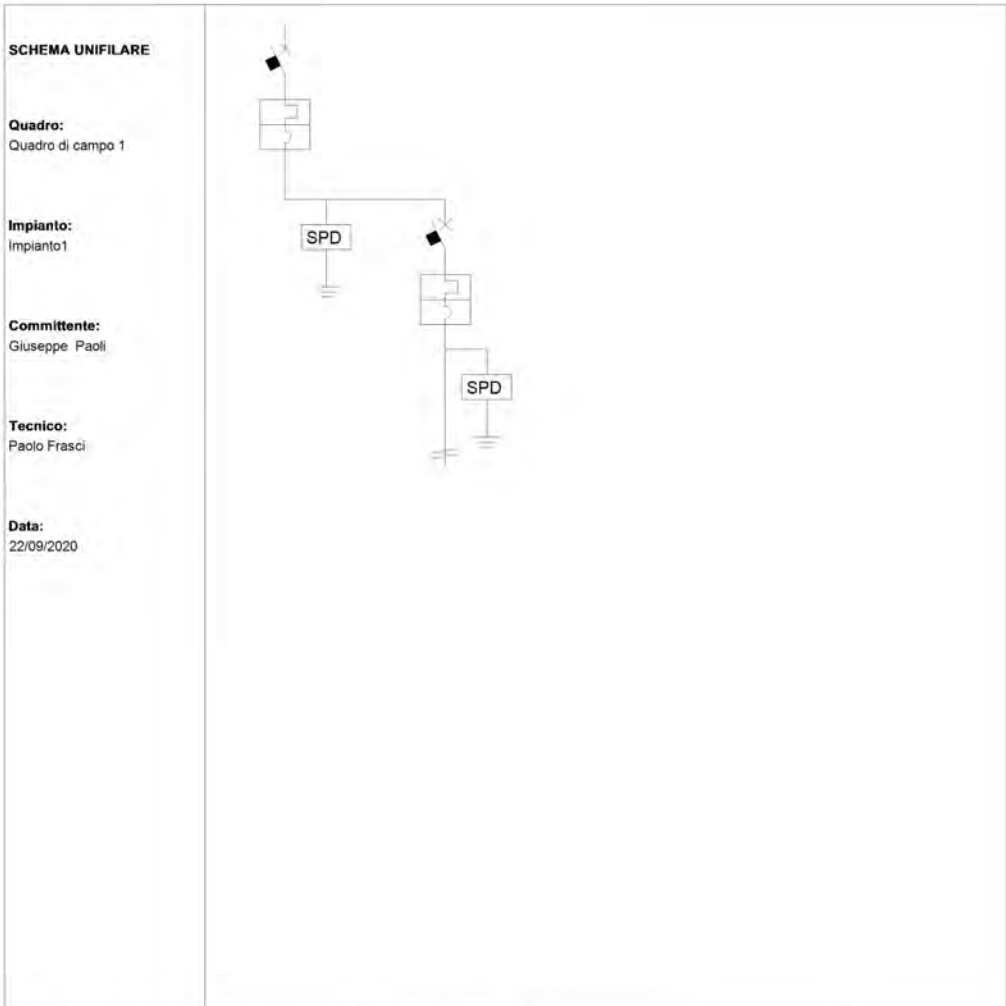 SCHEMA UNIFILARE
Quadro:
Quadro di campo 1
Impianto:
Impianto1
Committente:
Giuseppe Paoli
Tecnico:
Paolo Frasci
Data:
22/09/2020
SPD
SPD